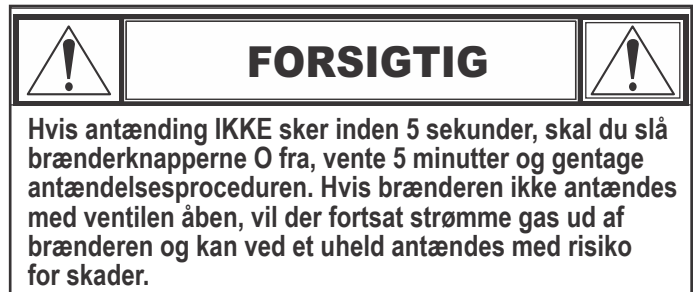 FORSIGTIG
Hvis antænding IKKE sker inden 5 sekunder, skal du slå
brænderknapperne O fra, vente 5 minutter og gentage
antændelsesproceduren. Hvis brænderen ikke antændes
med ventilen åben, vil der fortsat strømme gas ud af
brænderen og kan ved et uheld antændes med risiko
for skader.